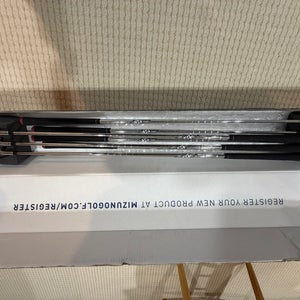 REGISTER YOUR NEW
PRODUCT AT MIZUNOGOLF.COM/REGISTER